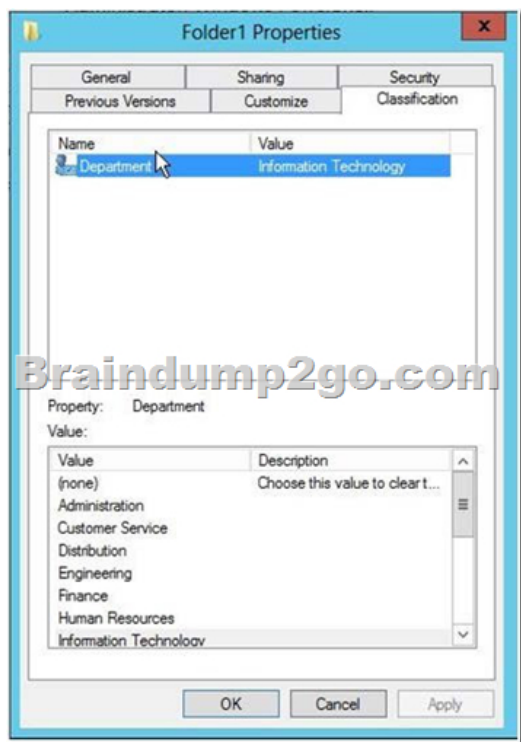 Folder1 Properties
x
General Sharing Security
Previous Versions Customize Classification
Name Value
Department Information Technology
Braindump2go.com
Property: Department
Value:
Value Description
(none) Choose this value to clear t...
Administration
Customer Service
Distribution
Engineering
Finance
Human Resources
Information Technology
OK Cancel Apply